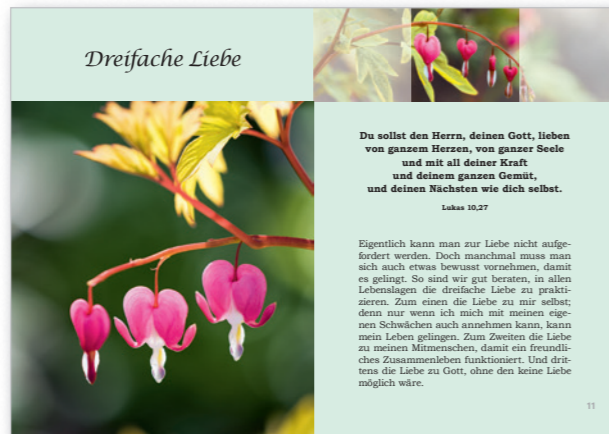 Dreifache Liebe
Du sollst den Herrn, deinen Gott, lieben
von ganzem Herzen, von ganzer Seele
und mit all deiner Kraft
und deinem ganzen Gemüt,
und deinen Nächsten wie dich selbst.
Lukas 10,27
Eigentlich kann man zur Liebe nicht aufge-
fordert werden. Doch manchmal muss man
sich auch etwas bewusst vornehmen, damit
es gelingt. So sind wir gut beraten, in allen
Lebenslagen die dreifache Liebe zu prakti-
zieren. Zum einen die Liebe zu mir selbst;
denn nur wenn ich mich mit meinen eige-
nen Schwächen auch annehmen kann, kann
mein Leben gelingen. Zum Zweiten die Liebe
zu meinen Mitmenschen, damit ein freundli-
ches Zusammenleben funktioniert. Und drit-
tens die Liebe zu Gott, ohne den keine Liebe
möglich wäre.
11